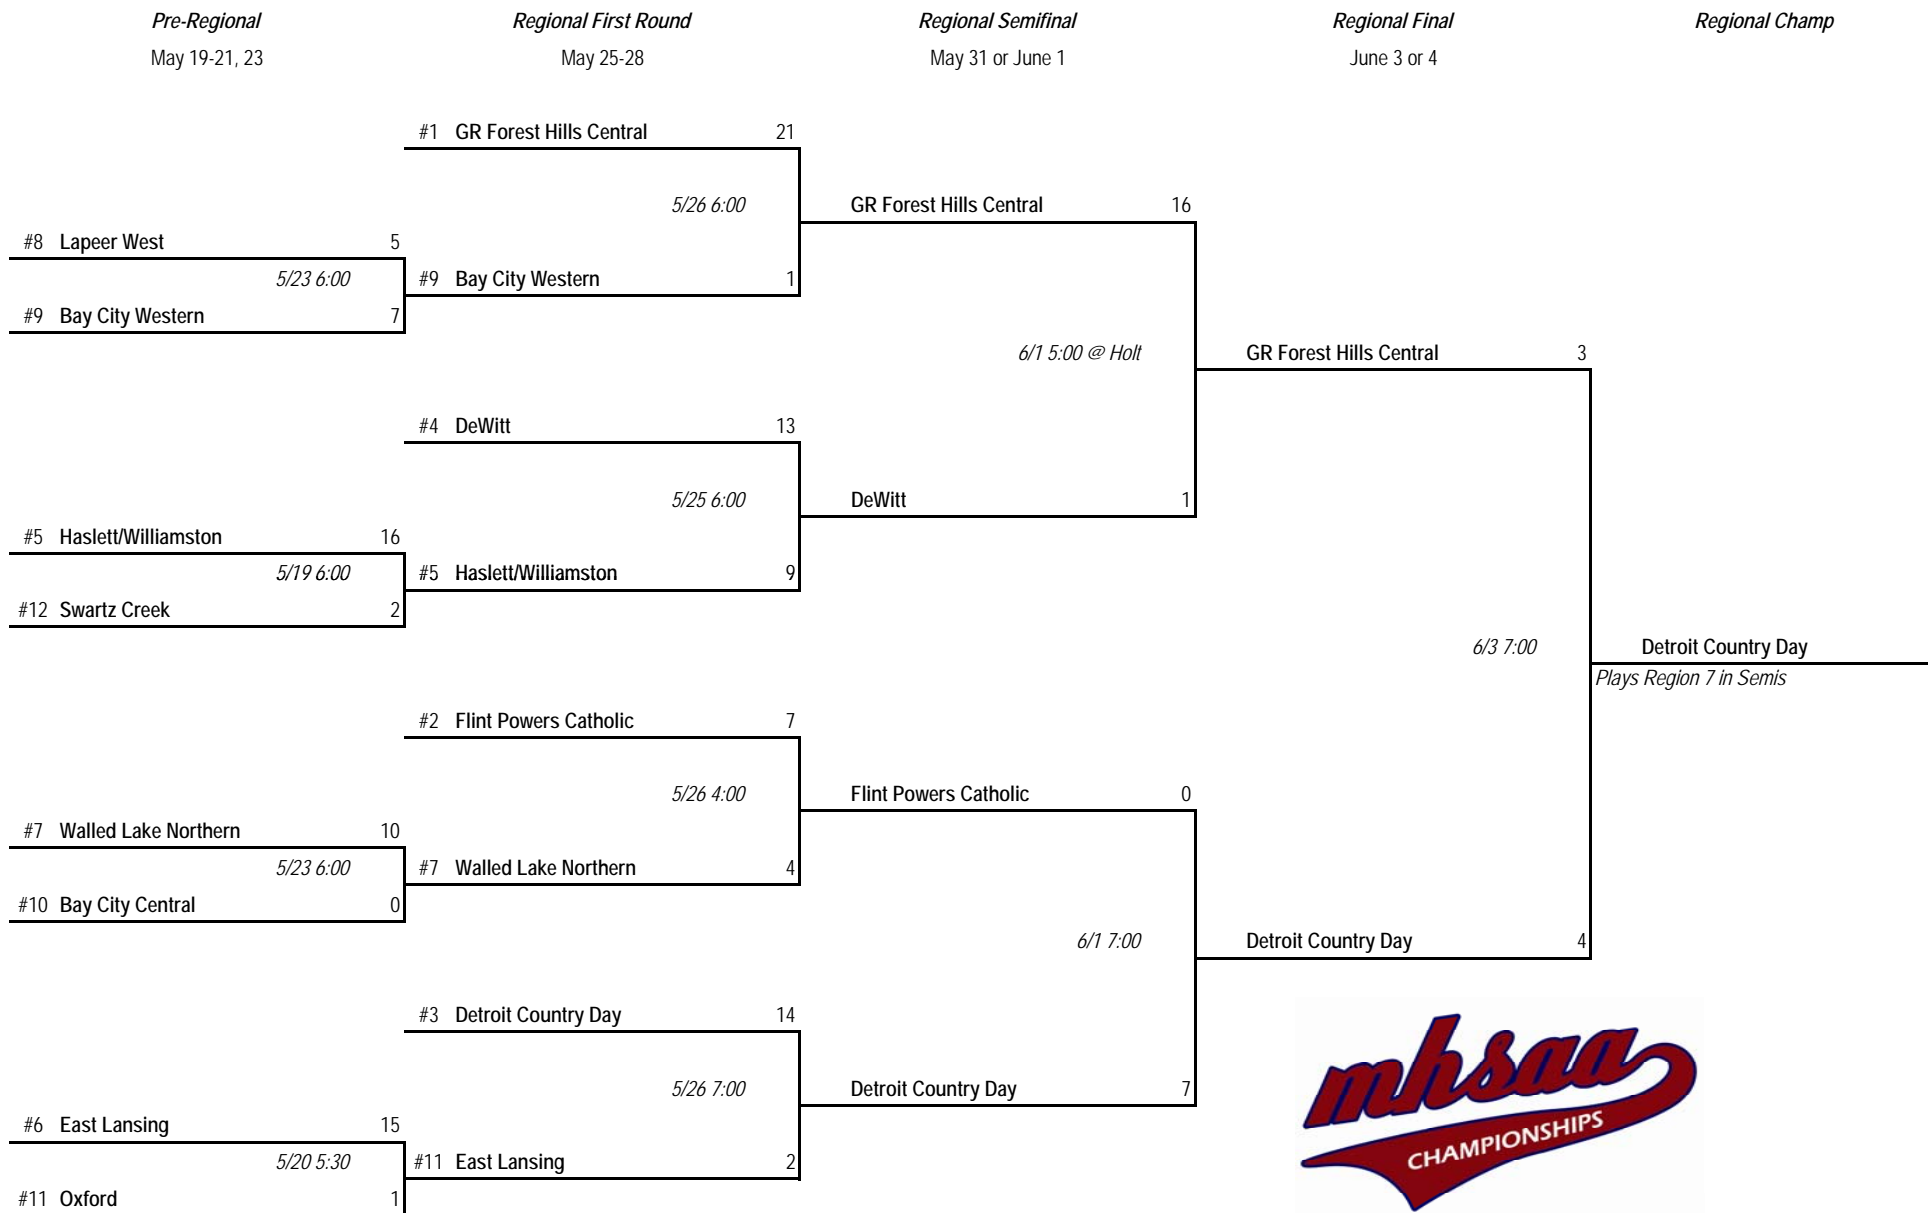 Pre-Regional Regional First Round Regional Semifinal Regional Final Regional Champ
May 19-21, 23 May 25-28 May 31 or June 1 June 3 or 4
#1 GR Forest Hills Central 21
5/26 6:00 GR Forest Hills Central 16
#8 Lapeer West 5
5/23 6:00 #9 Bay City Western 1
#9 Bay City Western 7
6/1 5:00 @ Holt GR Forest Hills Central 3
#4 DeWitt 13
5/25 6:00 DeWitt 1
#5 Haslett/Williamston 16
5/19 6:00 #5 Haslett/Williamston 9
#12 Swartz Creek 2
6/3 7:00 Detroit Country Day
Plays Region 7 in Semis
#2 Flint Powers Catholic 7
5/26 4:00 Flint Powers Catholic 0
#7 Walled Lake Northern 10
5/23 6:00 #7 Walled Lake Northern 4
#10 Bay City Central 0
6/1 7:00 Detroit Country Day 4
#3 Detroit Country Day 14
5/26 7:00 Detroit Country Day 7
#6 East Lansing 15
5/20 5:30 #11 East Lansing 2
#11 Oxford 1
mhsaa
CHAMPIONSHIPS